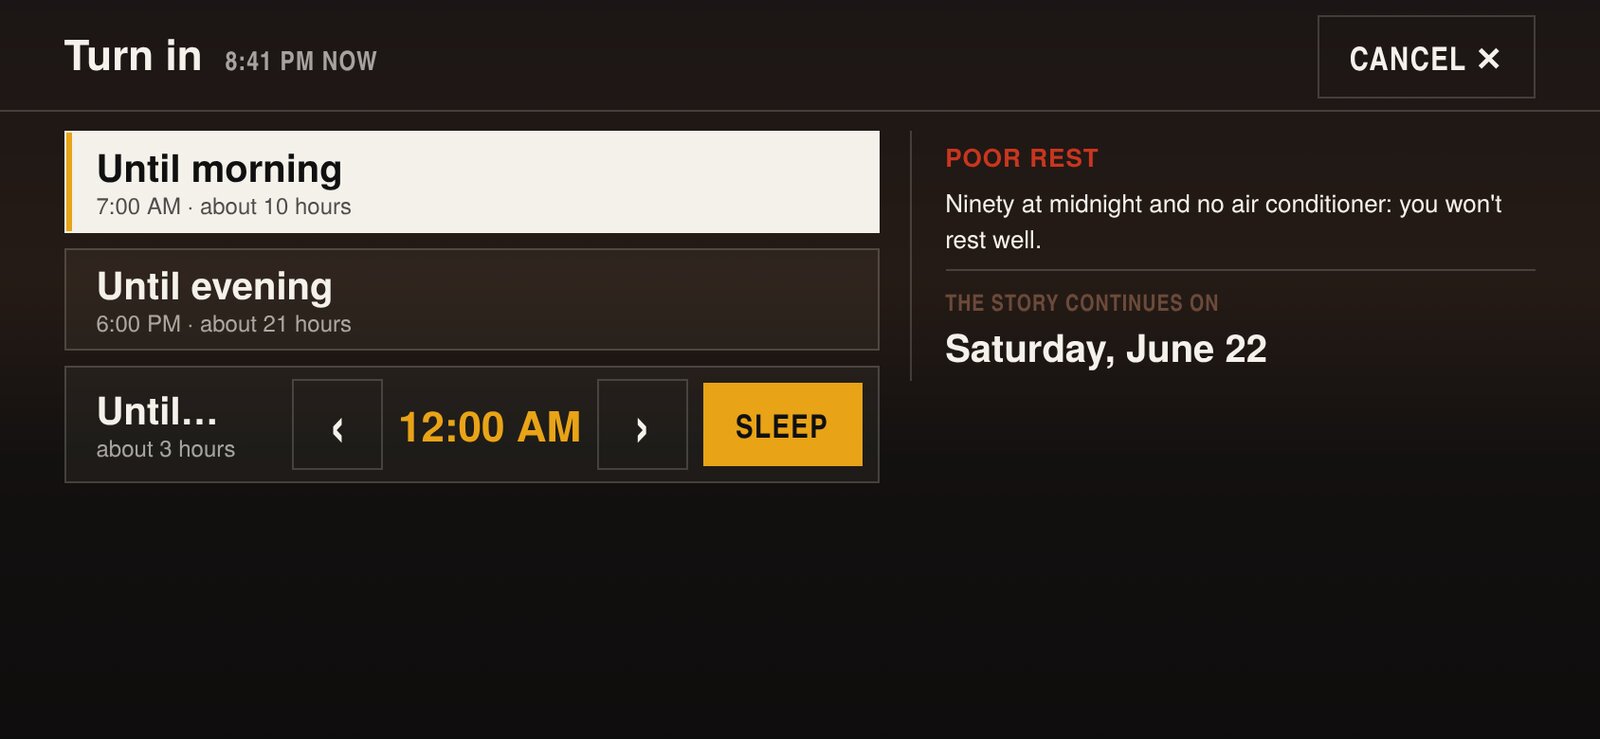 Turn in 8:41 PM NOW
CANCEL ✕
Until morning
7:00 AM · about 10 hours
Until evening
6:00 PM · about 21 hours
Until...
about 3 hours
‹ 12:00 AM ›
SLEEP
POOR REST
Ninety at midnight and no air conditioner: you won't
rest well.
THE STORY CONTINUES ON
Saturday, June 22